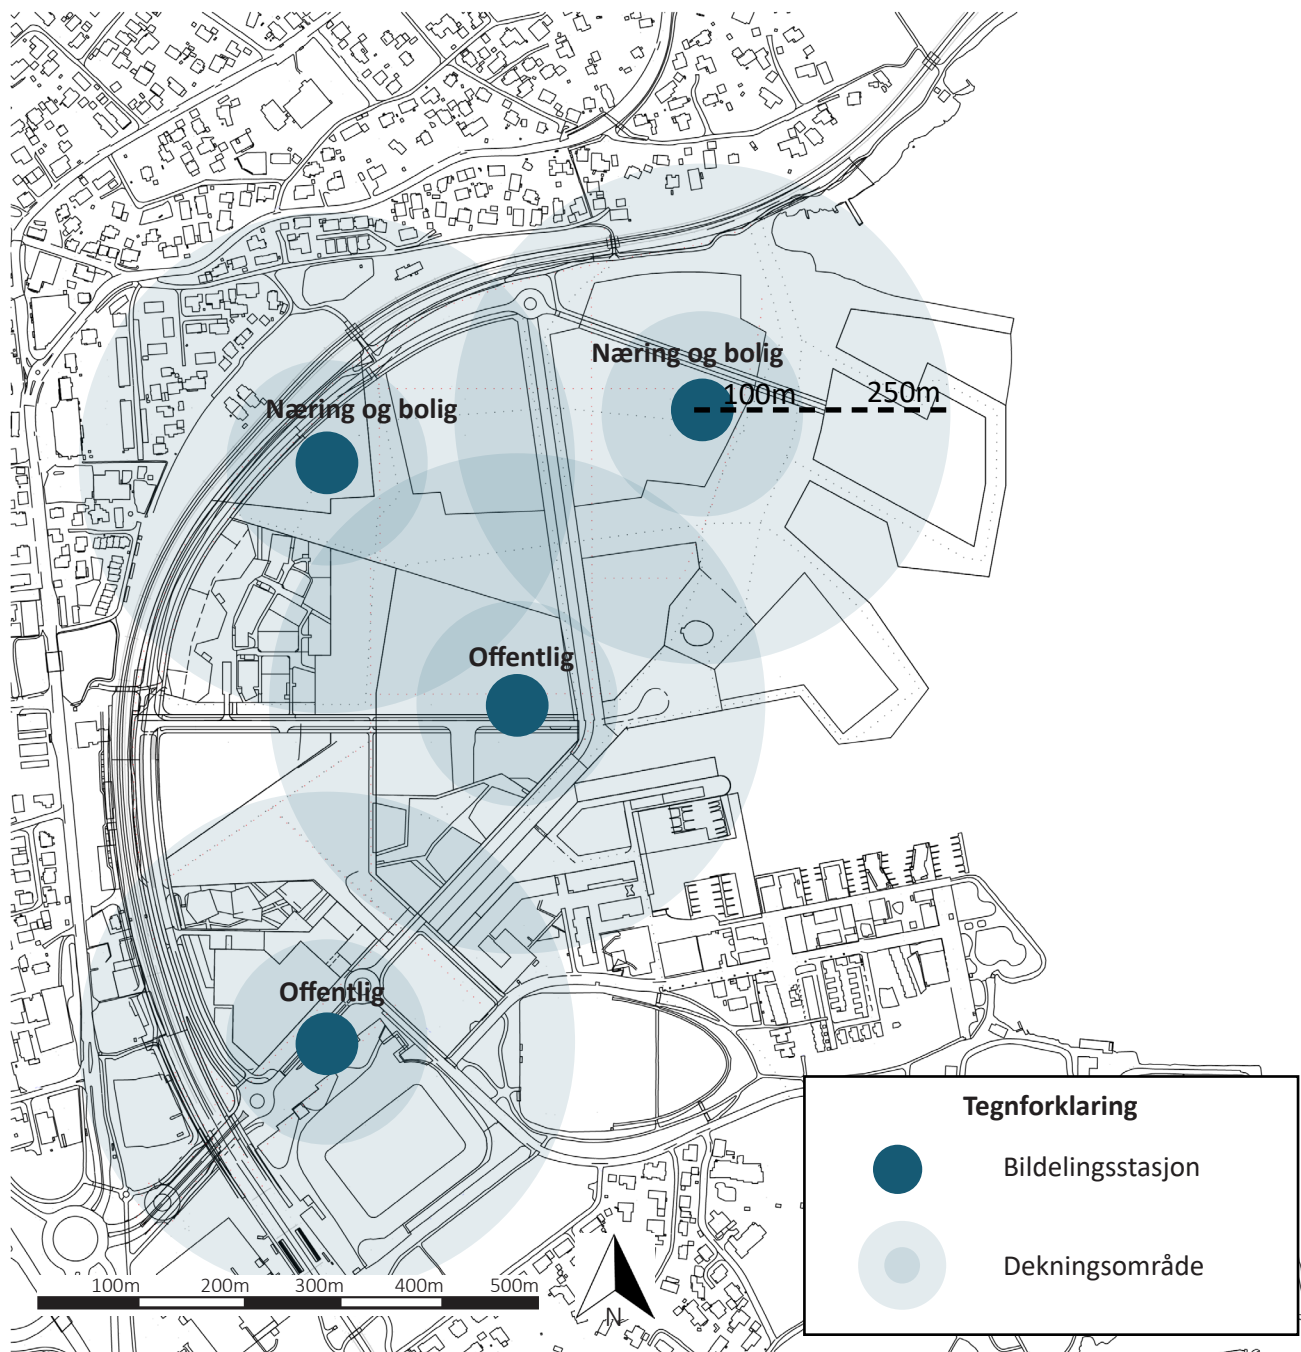 Næring og bolig
100m
250m
Næring og bolig
Offentlig
Offentlig
Tegnforklaring
Bildelingsstasjon
Dekningsområde
100m 200m 300m 400m 500m
N